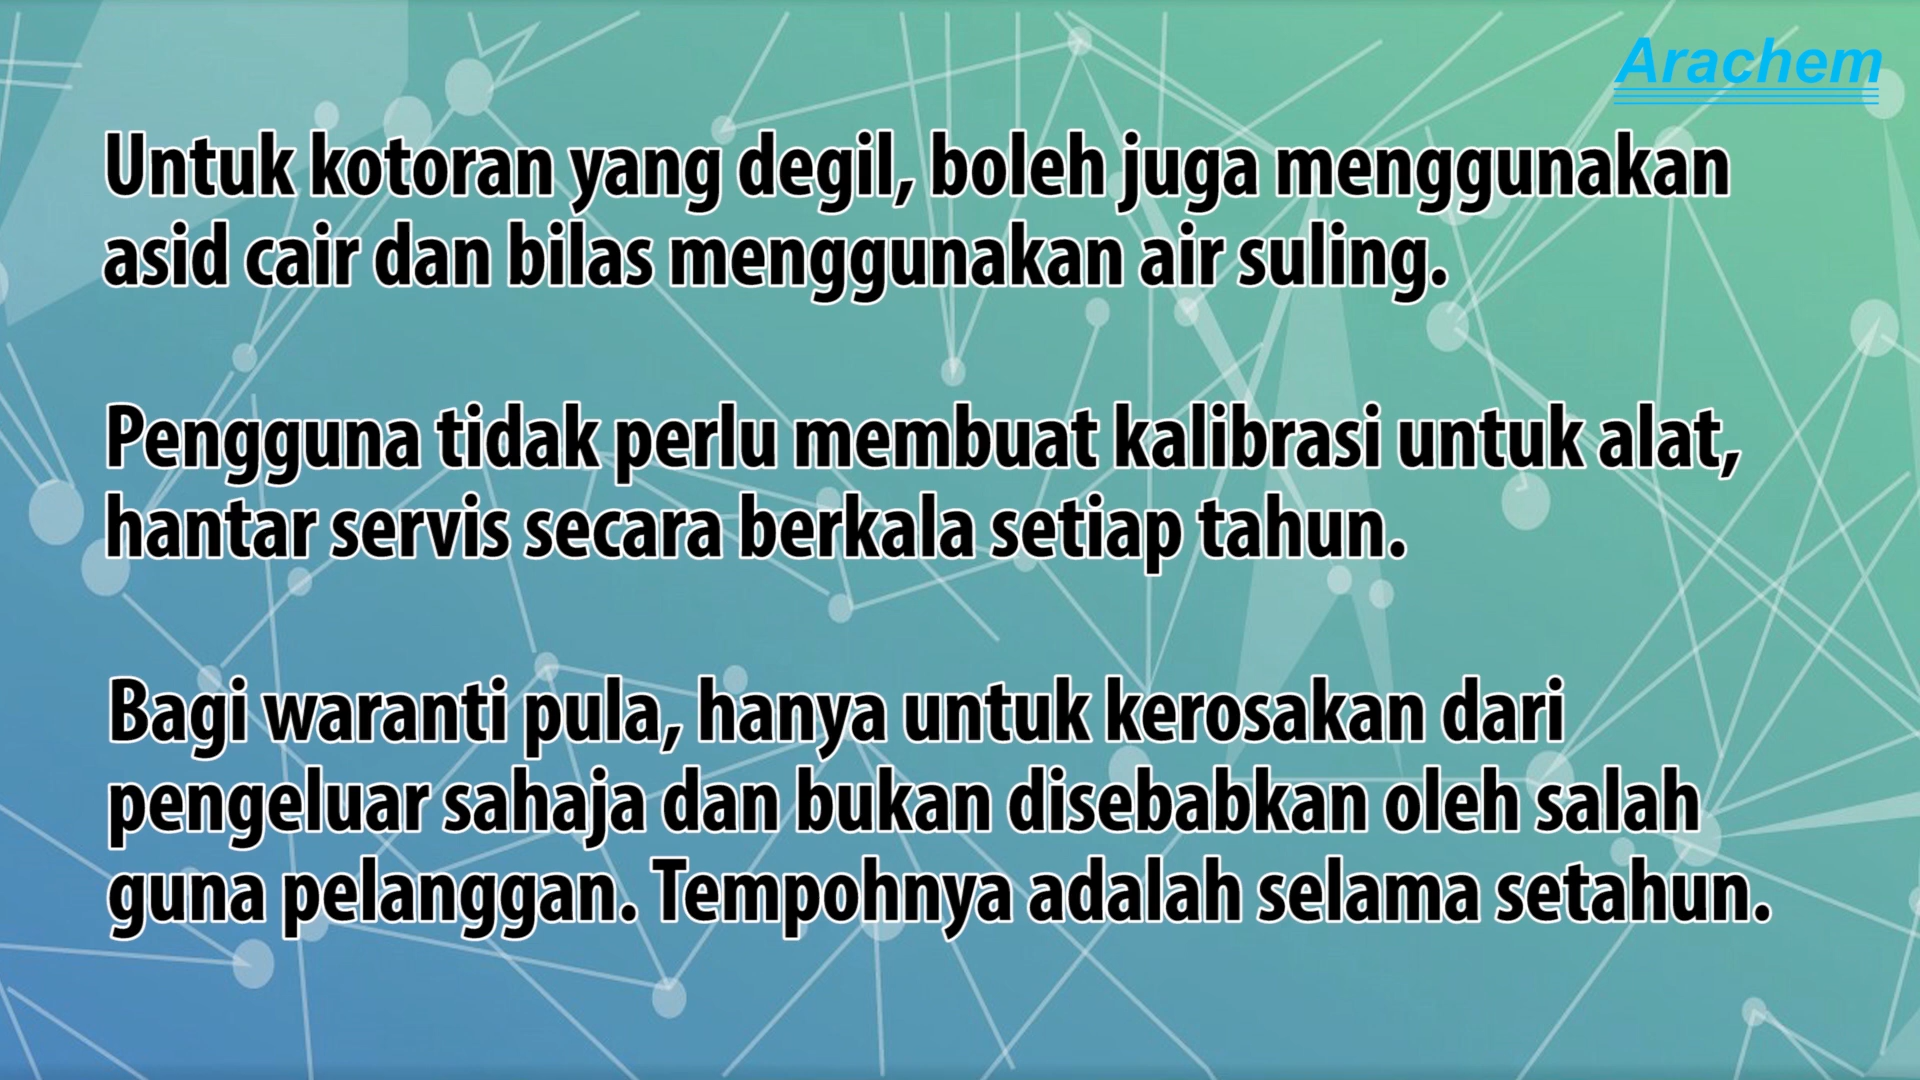 Arachem
Untuk kotoran yang degil, boleh juga menggunakan
asid cair dan bilas menggunakan air suling.
Pengguna tidak perlu membuat kalibrasi untuk alat,
hantar servis secara berkala setiap tahun.
Bagi waranti pula, hanya untuk kerosakan dari
pengeluar sahaja dan bukan disebabkan oleh salah
guna pelanggan. Tempohnya adalah selama setahun.